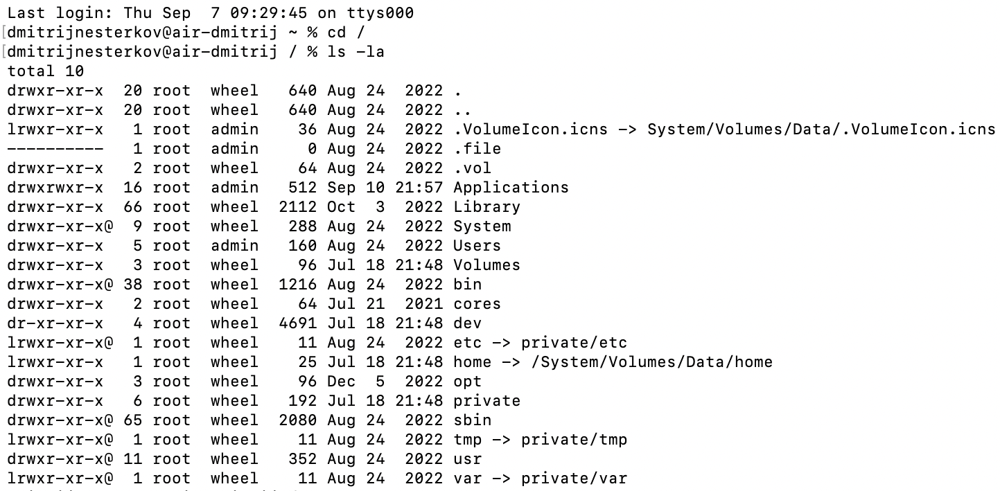 Last login: Thu Sep  7 09:29:45 on ttys000
[dmitrijnesterkov@air-dmitrij ~ % cd /
[dmitrijnesterkov@air-dmitrij / % ls -la
total 10
drwxr-xr-x  20 root  wheel   640 Aug 24  2022 .
drwxr-xr-x  20 root  wheel   640 Aug 24  2022 ..
lrwxr-xr-x   1 root  admin    36 Aug 24  2022 .VolumeIcon.icns -> System/Volumes/Data/.VolumeIcon.icns
----------   1 root  admin     0 Aug 24  2022 .file
drwxr-xr-x   2 root  wheel    64 Aug 24  2022 .vol
drwxrwxr-x  16 root  admin   512 Sep 10 21:57 Applications
drwxr-xr-x  66 root  wheel  2112 Oct  3  2022 Library
drwxr-xr-x@  9 root  wheel   288 Aug 24  2022 System
drwxr-xr-x   5 root  admin   160 Aug 24  2022 Users
drwxr-xr-x   3 root  wheel    96 Jul 18 21:48 Volumes
drwxr-xr-x@ 38 root  wheel  1216 Aug 24  2022 bin
drwxr-xr-x   2 root  wheel    64 Jul 21  2021 cores
dr-xr-xr-x   4 root  wheel  4691 Jul 18 21:48 dev
lrwxr-xr-x@  1 root  wheel    11 Aug 24  2022 etc -> private/etc
lrwxr-xr-x   1 root  wheel    25 Jul 18 21:48 home -> /System/Volumes/Data/home
drwxr-xr-x   3 root  wheel    96 Dec  5  2022 opt
drwxr-xr-x   6 root  wheel   192 Jul 18 21:48 private
drwxr-xr-x@ 65 root  wheel  2080 Aug 24  2022 sbin
lrwxr-xr-x@  1 root  wheel    11 Aug 24  2022 tmp -> private/tmp
drwxr-xr-x@ 11 root  wheel   352 Aug 24  2022 usr
lrwxr-xr-x@  1 root  wheel    11 Aug 24  2022 var -> private/var